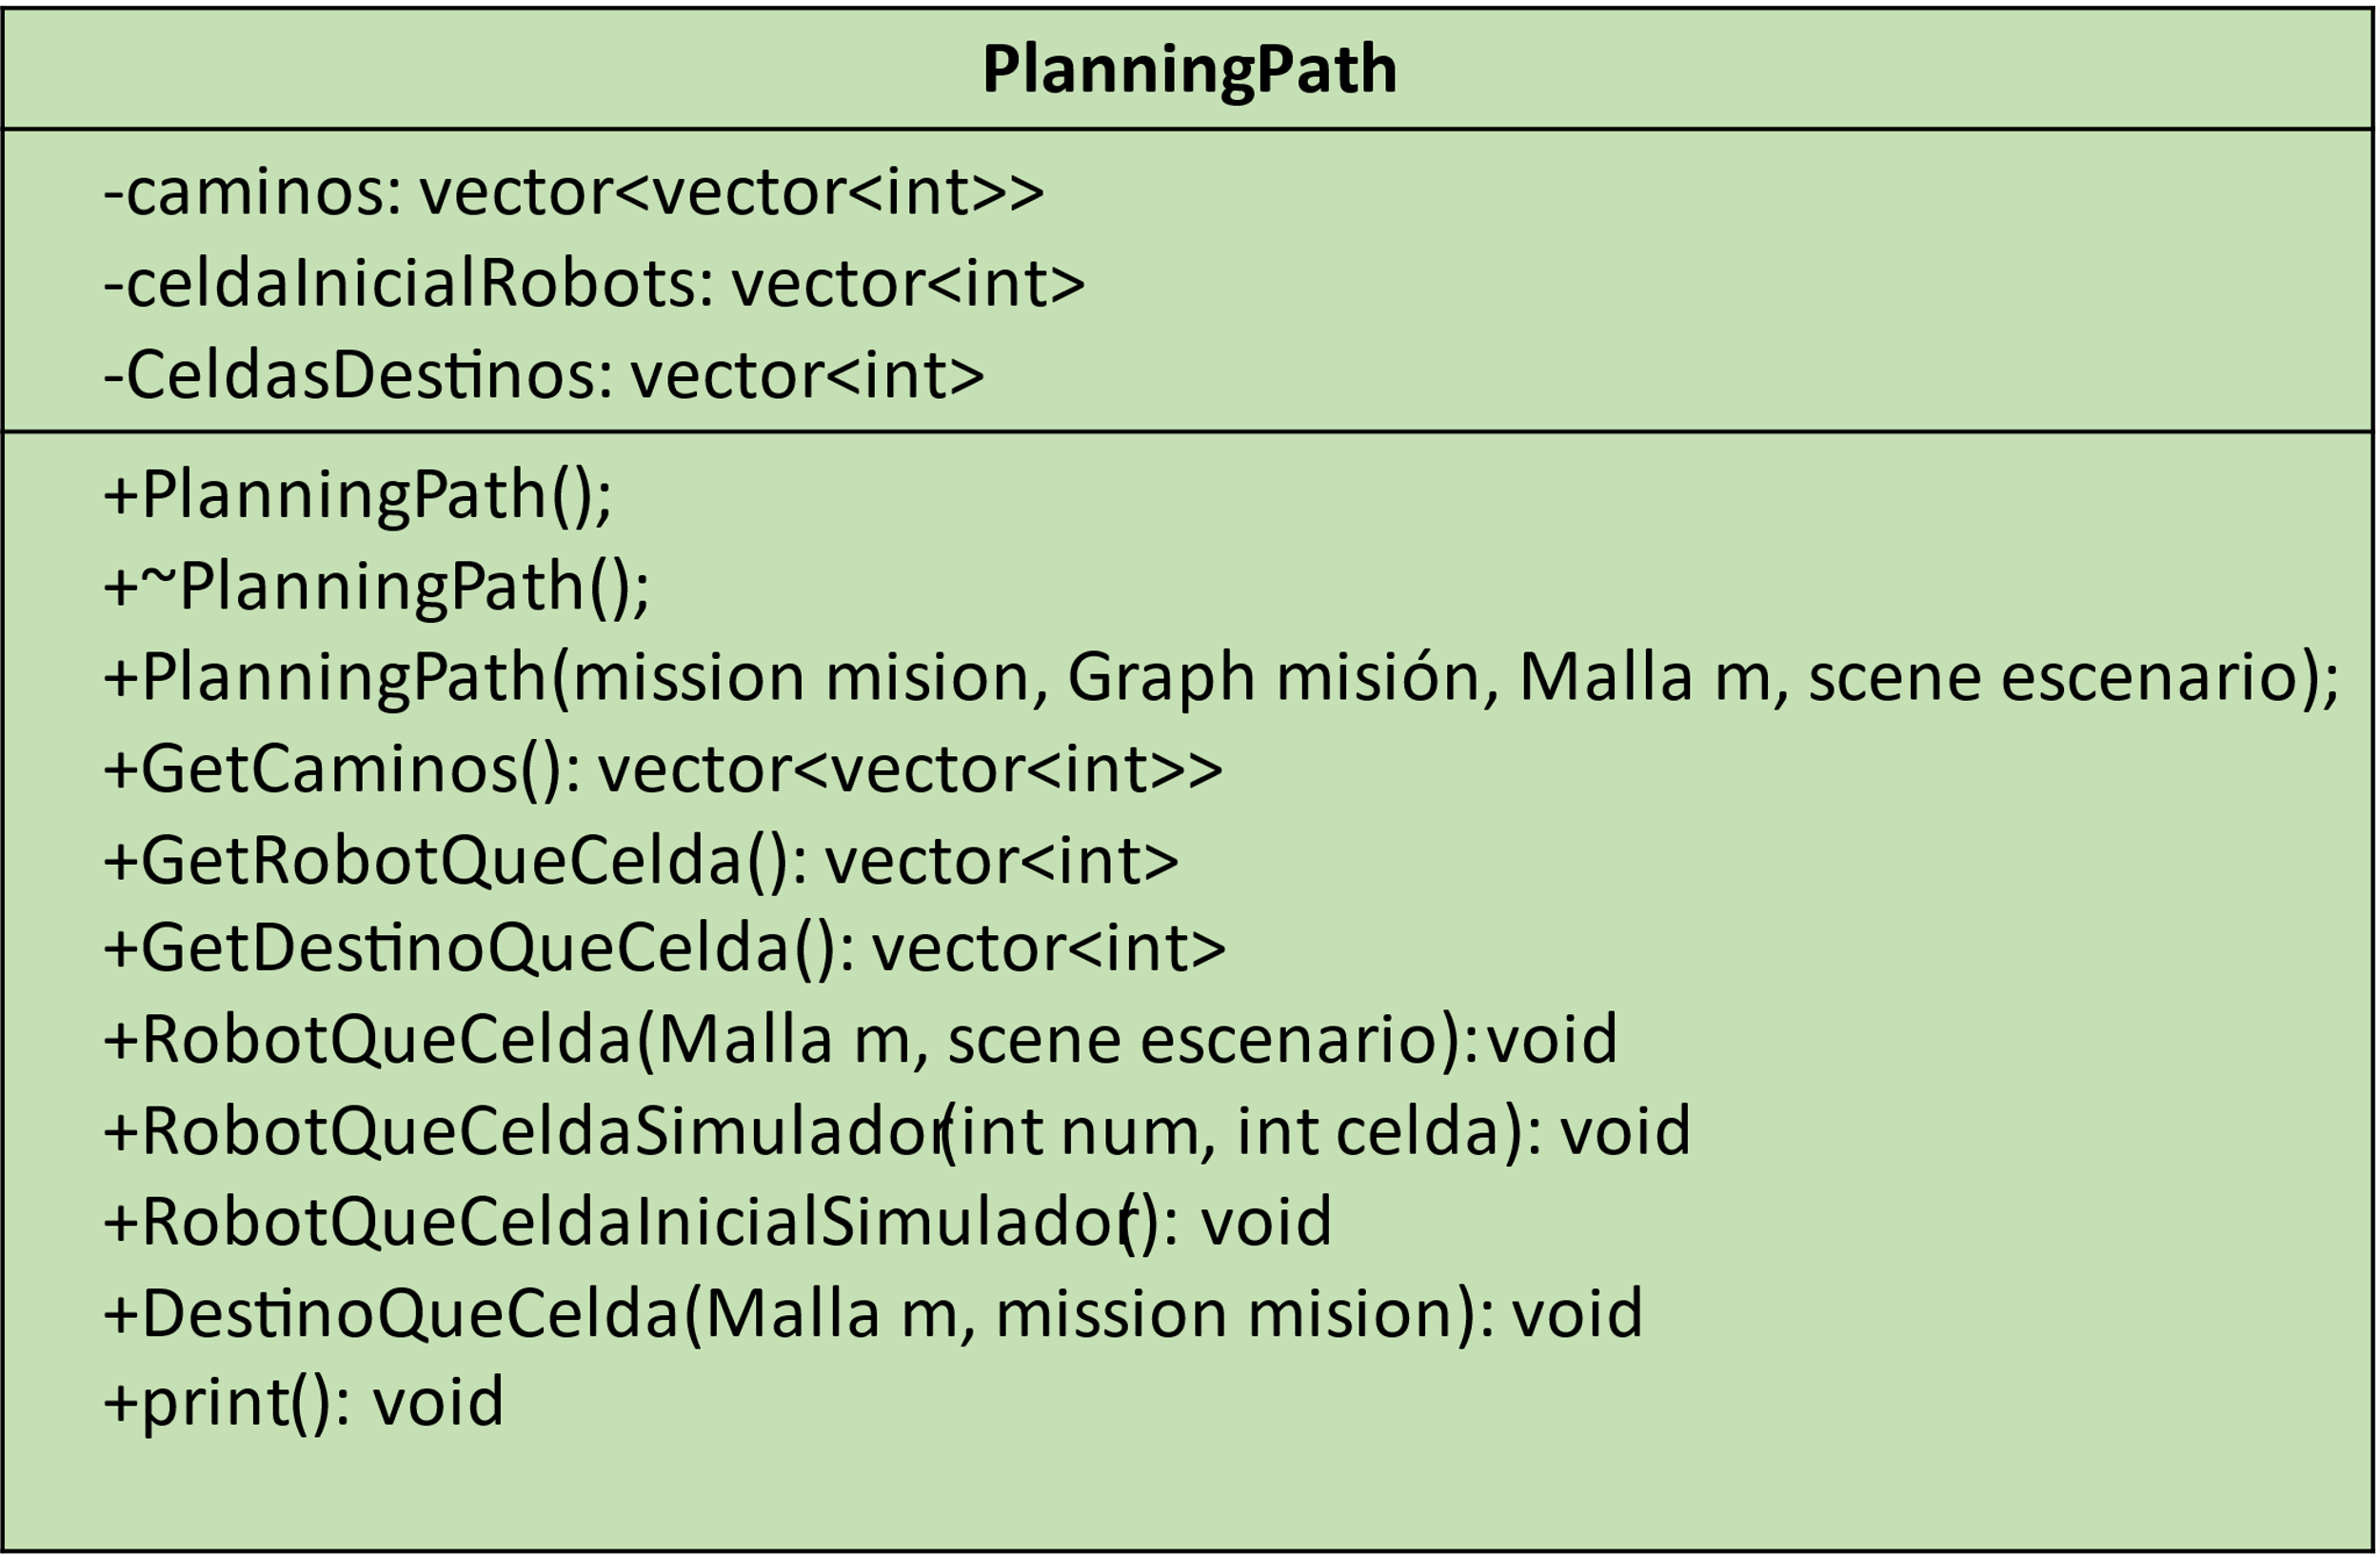 PlanningPath
-caminos: vector<vector<int>>
-celdaInicialRobots: vector<int>
-CeldasDestinos: vector<int>
+PlanningPath();
+~PlanningPath();
+PlanningPath(mission mision, Graph misión, Malla m, scene escenario);
+GetCaminos(): vector<vector<int>>
+GetRobotQueCelda(): vector<int>
+GetDestinoQueCelda(): vector<int>
+RobotQueCelda(Malla m, scene escenario):void
+RobotQueCeldaSimulador(int num, int celda): void
+RobotQueCeldaInicialSimulador(): void
+DestinoQueCelda(Malla m, mission mision): void
+print(): void